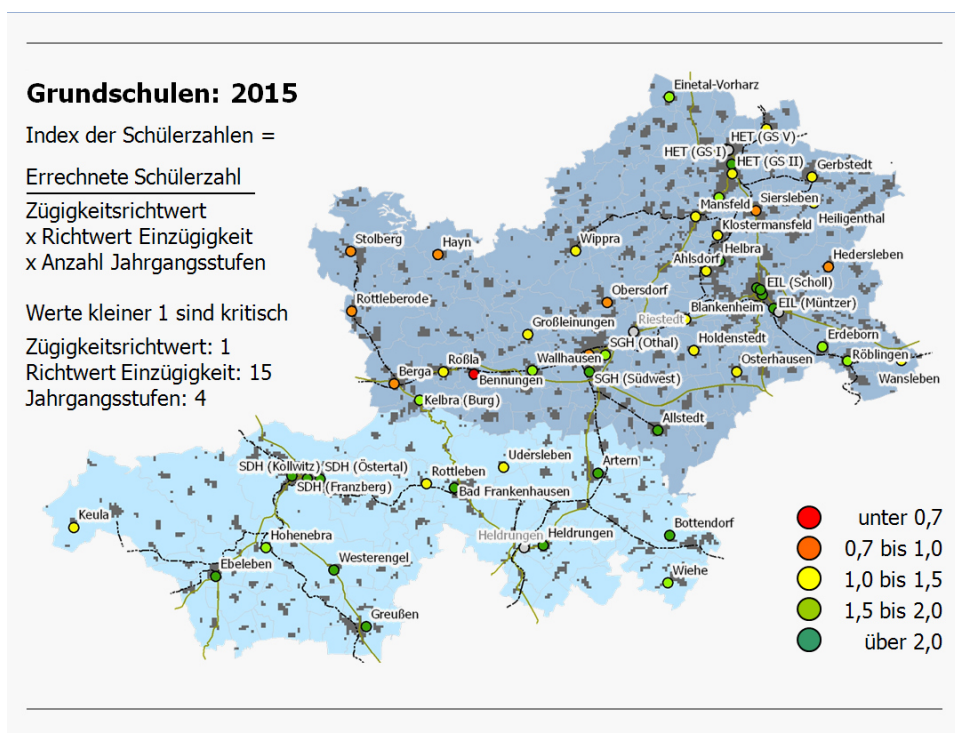 Grundschulen: 2015
Index der Schülerzahlen =
Errechnete Schülerzahl
Zügigkeitsrichtwert
x Richtwert Einzügigkeit
x Anzahl Jahrgangsstufen
Werte kleiner 1 sind kritisch
Zügigkeitsrichtwert: 1
Richtwert Einzügigkeit: 15
Jahrgangsstufen: 4
Einetal-Vorharz
HET (GS V)
HET (GS I)
HET (GS II)
Gerbstedt
Siersleben
Mansfeld
Heiligenthal
Klostermansfeld
Stolberg
Hayn
Wippra
Helbra
Hedersleben
Ahlsdorf
EIL (Scholl)
Obersdorf
Rottleberode
Blankenheim
EIL (Müntzer)
Riestedt
Großleinungen
Erdeborn
SGH (Othal)
Holdenstedt
Roßla
Wallhausen
Röblingen
Osterhausen
Berga
Bennungen
SGH (Südwest)
Wansleben
Kelbra (Burg)
Allstedt
Udersleben
Artern
SDH (Kollwitz)
SDH (Östertal)
Rottleben
SDH (Franzberg)
Bad Frankenhausen
Keula
Bottendorf
Hohenebra
Heldrungen
Heldrungen
Westerengel
Ebeleben
Wiehe
Greußen
unter 0,7
0,7 bis 1,0
1,0 bis 1,5
1,5 bis 2,0
über 2,0